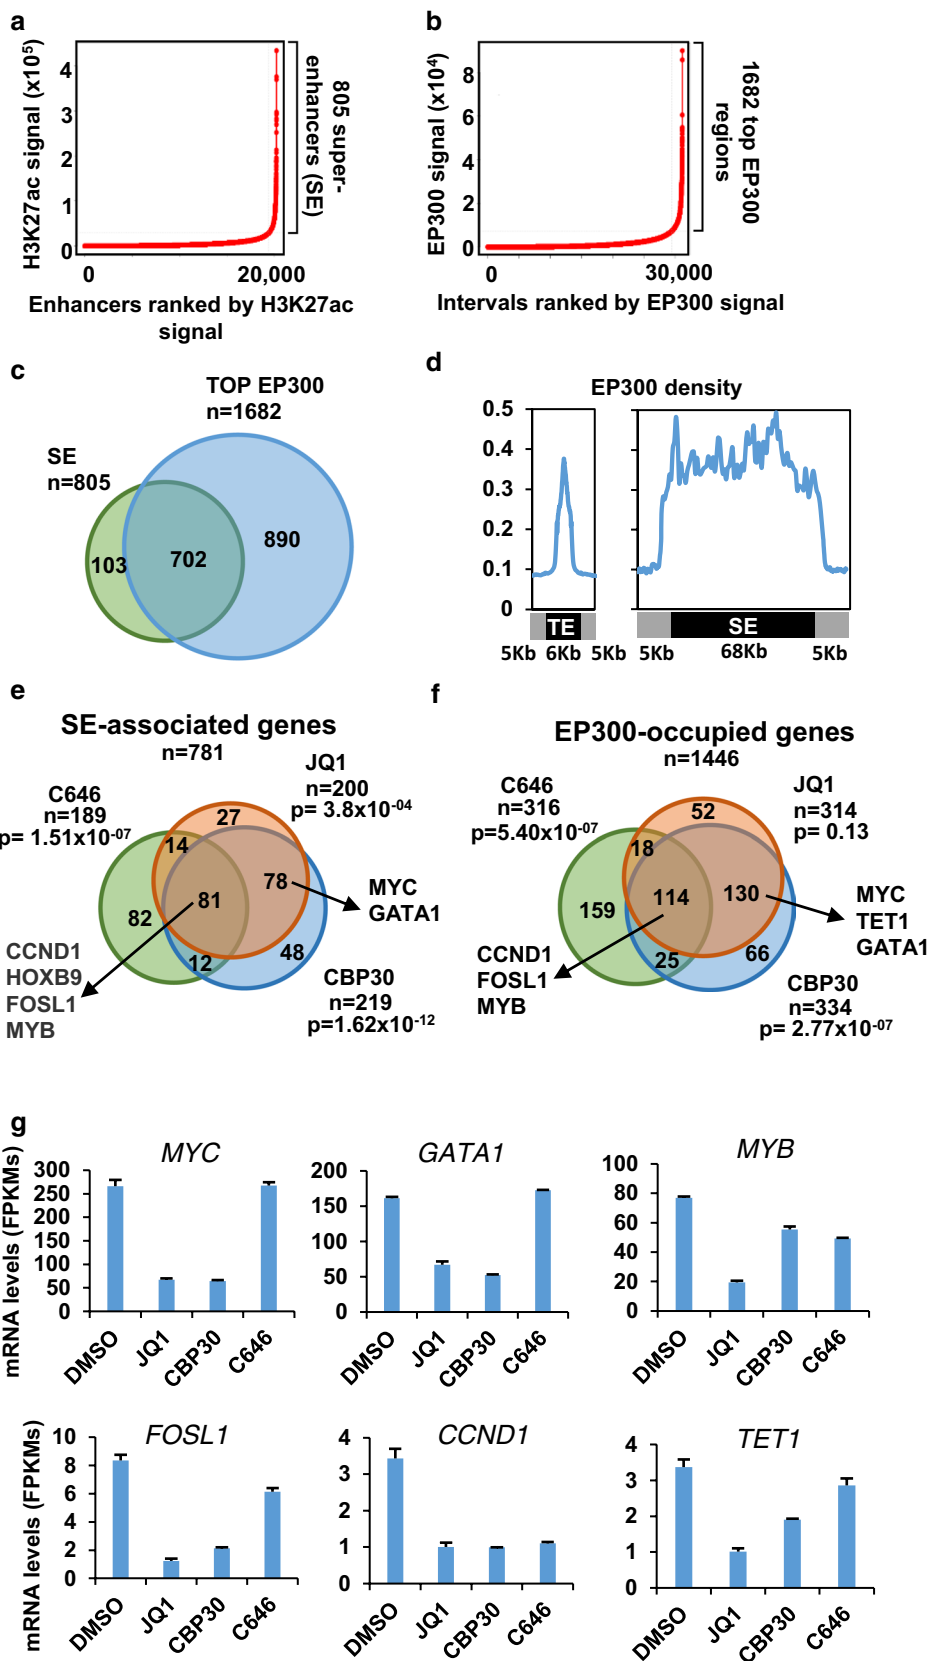 a
H3K27ac signal (x10⁵)
4
3
2
1
0
0
20,000
Enhancers ranked by H3K27ac
signal
805 super-
enhancers (SE)
b
EP300 signal (x10⁴)
8
6
4
2
0
0
30,000
Intervals ranked by EP300 signal
1682 top EP300
regions
c
TOP EP300
n=1682
SE
n=805
103
702
890
d
EP300 density
0.5
0.4
0.3
0.2
0.1
0
TE
SE
5Kb 6Kb 5Kb
5Kb 68Kb 5Kb
e
SE-associated genes
n=781
JQ1
n=200
p= 3.8x10⁻⁰⁴
C646
n=189
p= 1.51x10⁻⁰⁷
27
14
78
81
82
12
48
MYC
GATA1
CCND1
HOXB9
FOSL1
MYB
CBP30
n=219
p=1.62x10⁻¹²
f
EP300-occupied genes
n=1446
C646
n=316
p=5.40x10⁻⁰⁷
JQ1
n=314
p= 0.13
52
18
114
130
159
25
66
MYC
TET1
GATA1
CCND1
FOSL1
MYB
CBP30
n=334
p= 2.77x10⁻⁰⁷
g
mRNA levels (FPKMs)
MYC
300
250
200
150
100
50
0
DMSO
JQ1
CBP30
C646
GATA1
200
150
100
50
0
DMSO
JQ1
CBP30
C646
MYB
100
80
60
40
20
0
DMSO
JQ1
CBP30
C646
mRNA levels (FPKMs)
FOSL1
10
8
6
4
2
0
DMSO
JQ1
CBP30
C646
CCND1
4
3
2
1
0
DMSO
JQ1
CBP30
C646
TET1
4
3
2
1
0
DMSO
JQ1
CBP30
C646